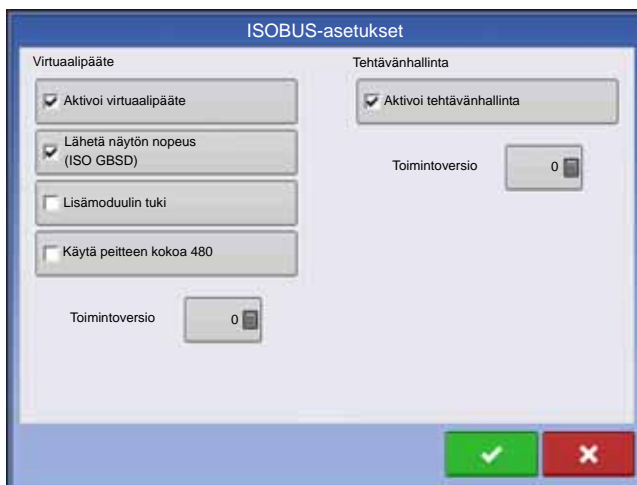 ISOBUS-asetukset
Virtuaalipääte
Aktivoi virtuaalipääte
Lähetä näytön nopeus
(ISO GBSD)
Lisämoduulin tuki
Käytä peitteen kokoa 480
Toimintoversio
0
Tehtävänhallinta
Aktivoi tehtävänhallinta
Toimintoversio
0